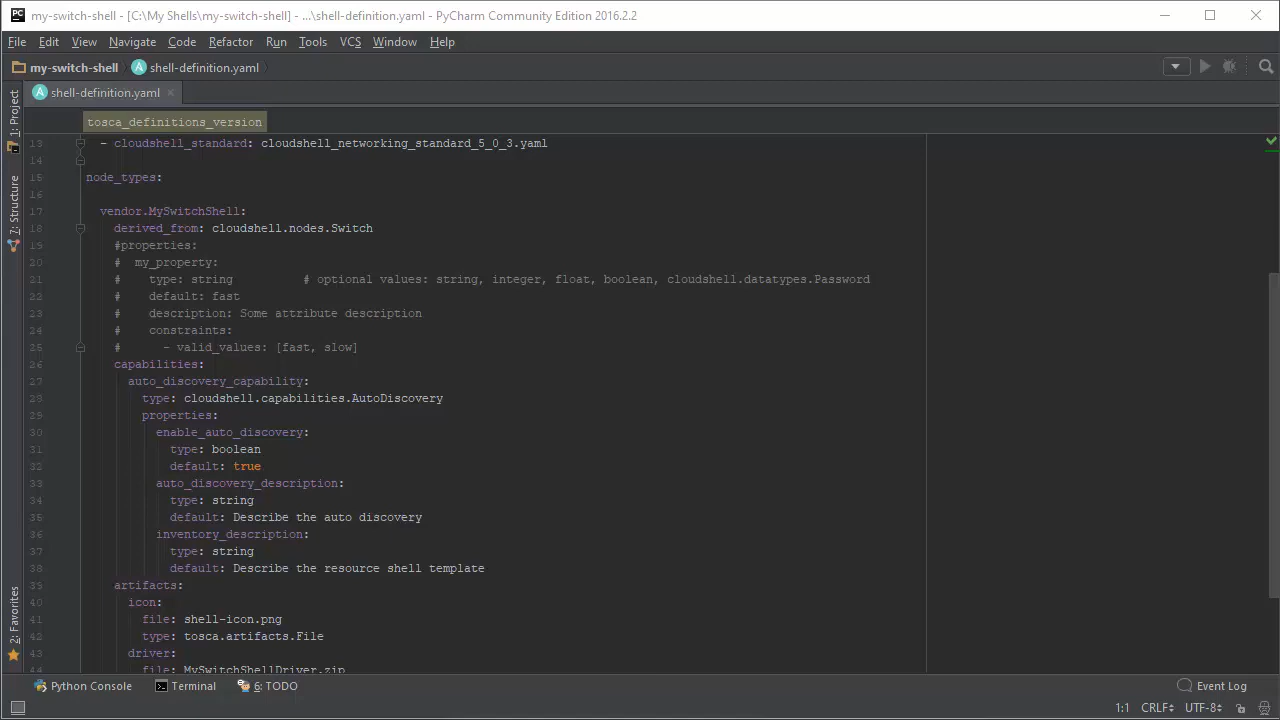 my-switch-shell - [C:\My Shells\my-switch-shell] - ...\shell-definition.yaml - PyCharm Community Edition 2016.2.2
File Edit View Navigate Code Refactor Run Tools VCS Window Help
my-switch-shell shell-definition.yaml
shell-definition.yaml
1: Project
7: Structure
2: Favorites
tosca_definitions_version
13 - cloudshell_standard: cloudshell_networking_standard_5_0_3.yaml
14
15 node_types:
16
17 vendor.MySwitchShell:
18 derived_from: cloudshell.nodes.Switch
19 #properties:
20 # my_property:
21 # type: string # optional values: string, integer, float, boolean, cloudshell.datatypes.Password
22 # default: fast
23 # description: Some attribute description
24 # constraints:
25 # - valid_values: [fast, slow]
26 capabilities:
27 auto_discovery_capability:
28 type: cloudshell.capabilities.AutoDiscovery
29 properties:
30 enable_auto_discovery:
31 type: boolean
32 default: true
33 auto_discovery_description:
34 type: string
35 default: Describe the auto discovery
36 inventory_description:
37 type: string
38 default: Describe the resource shell template
39 artifacts:
40 icon:
41 file: shell-icon.png
42 type: tosca.artifacts.File
43 driver:
44 file: MySwitchShellDriver.zip
Python Console Terminal 6: TODO Event Log
1:1 CRLF UTF-8